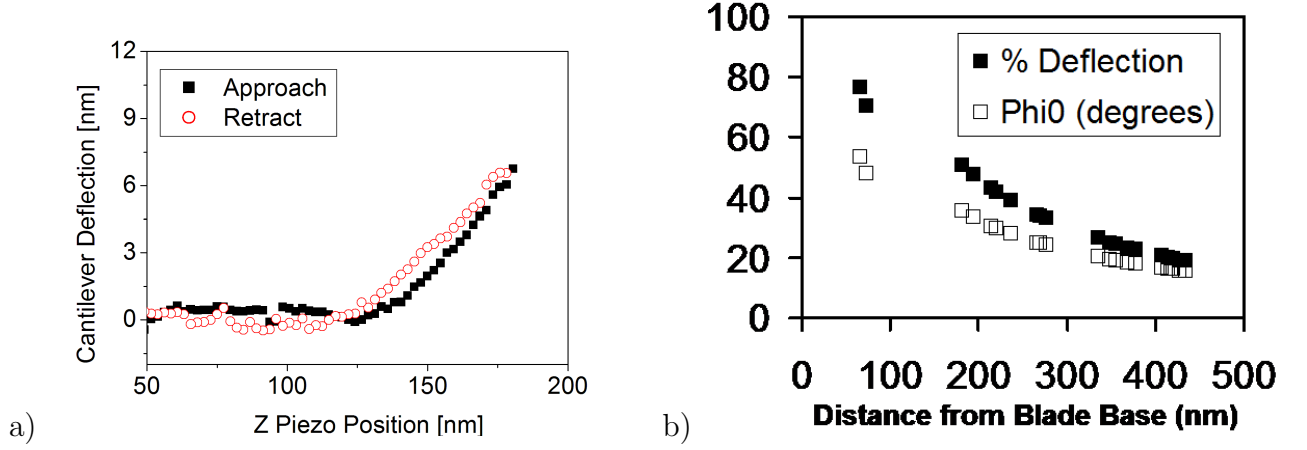 12
9
6
3
0
Cantilever Deflection [nm]
Approach
Retract
50
100
150
200
Z Piezo Position [nm]
a)
100
80
60
40
20
0
% Deflection
Phi0 (degrees)
0
100
200
300
400
500
Distance from Blade Base (nm)
b)